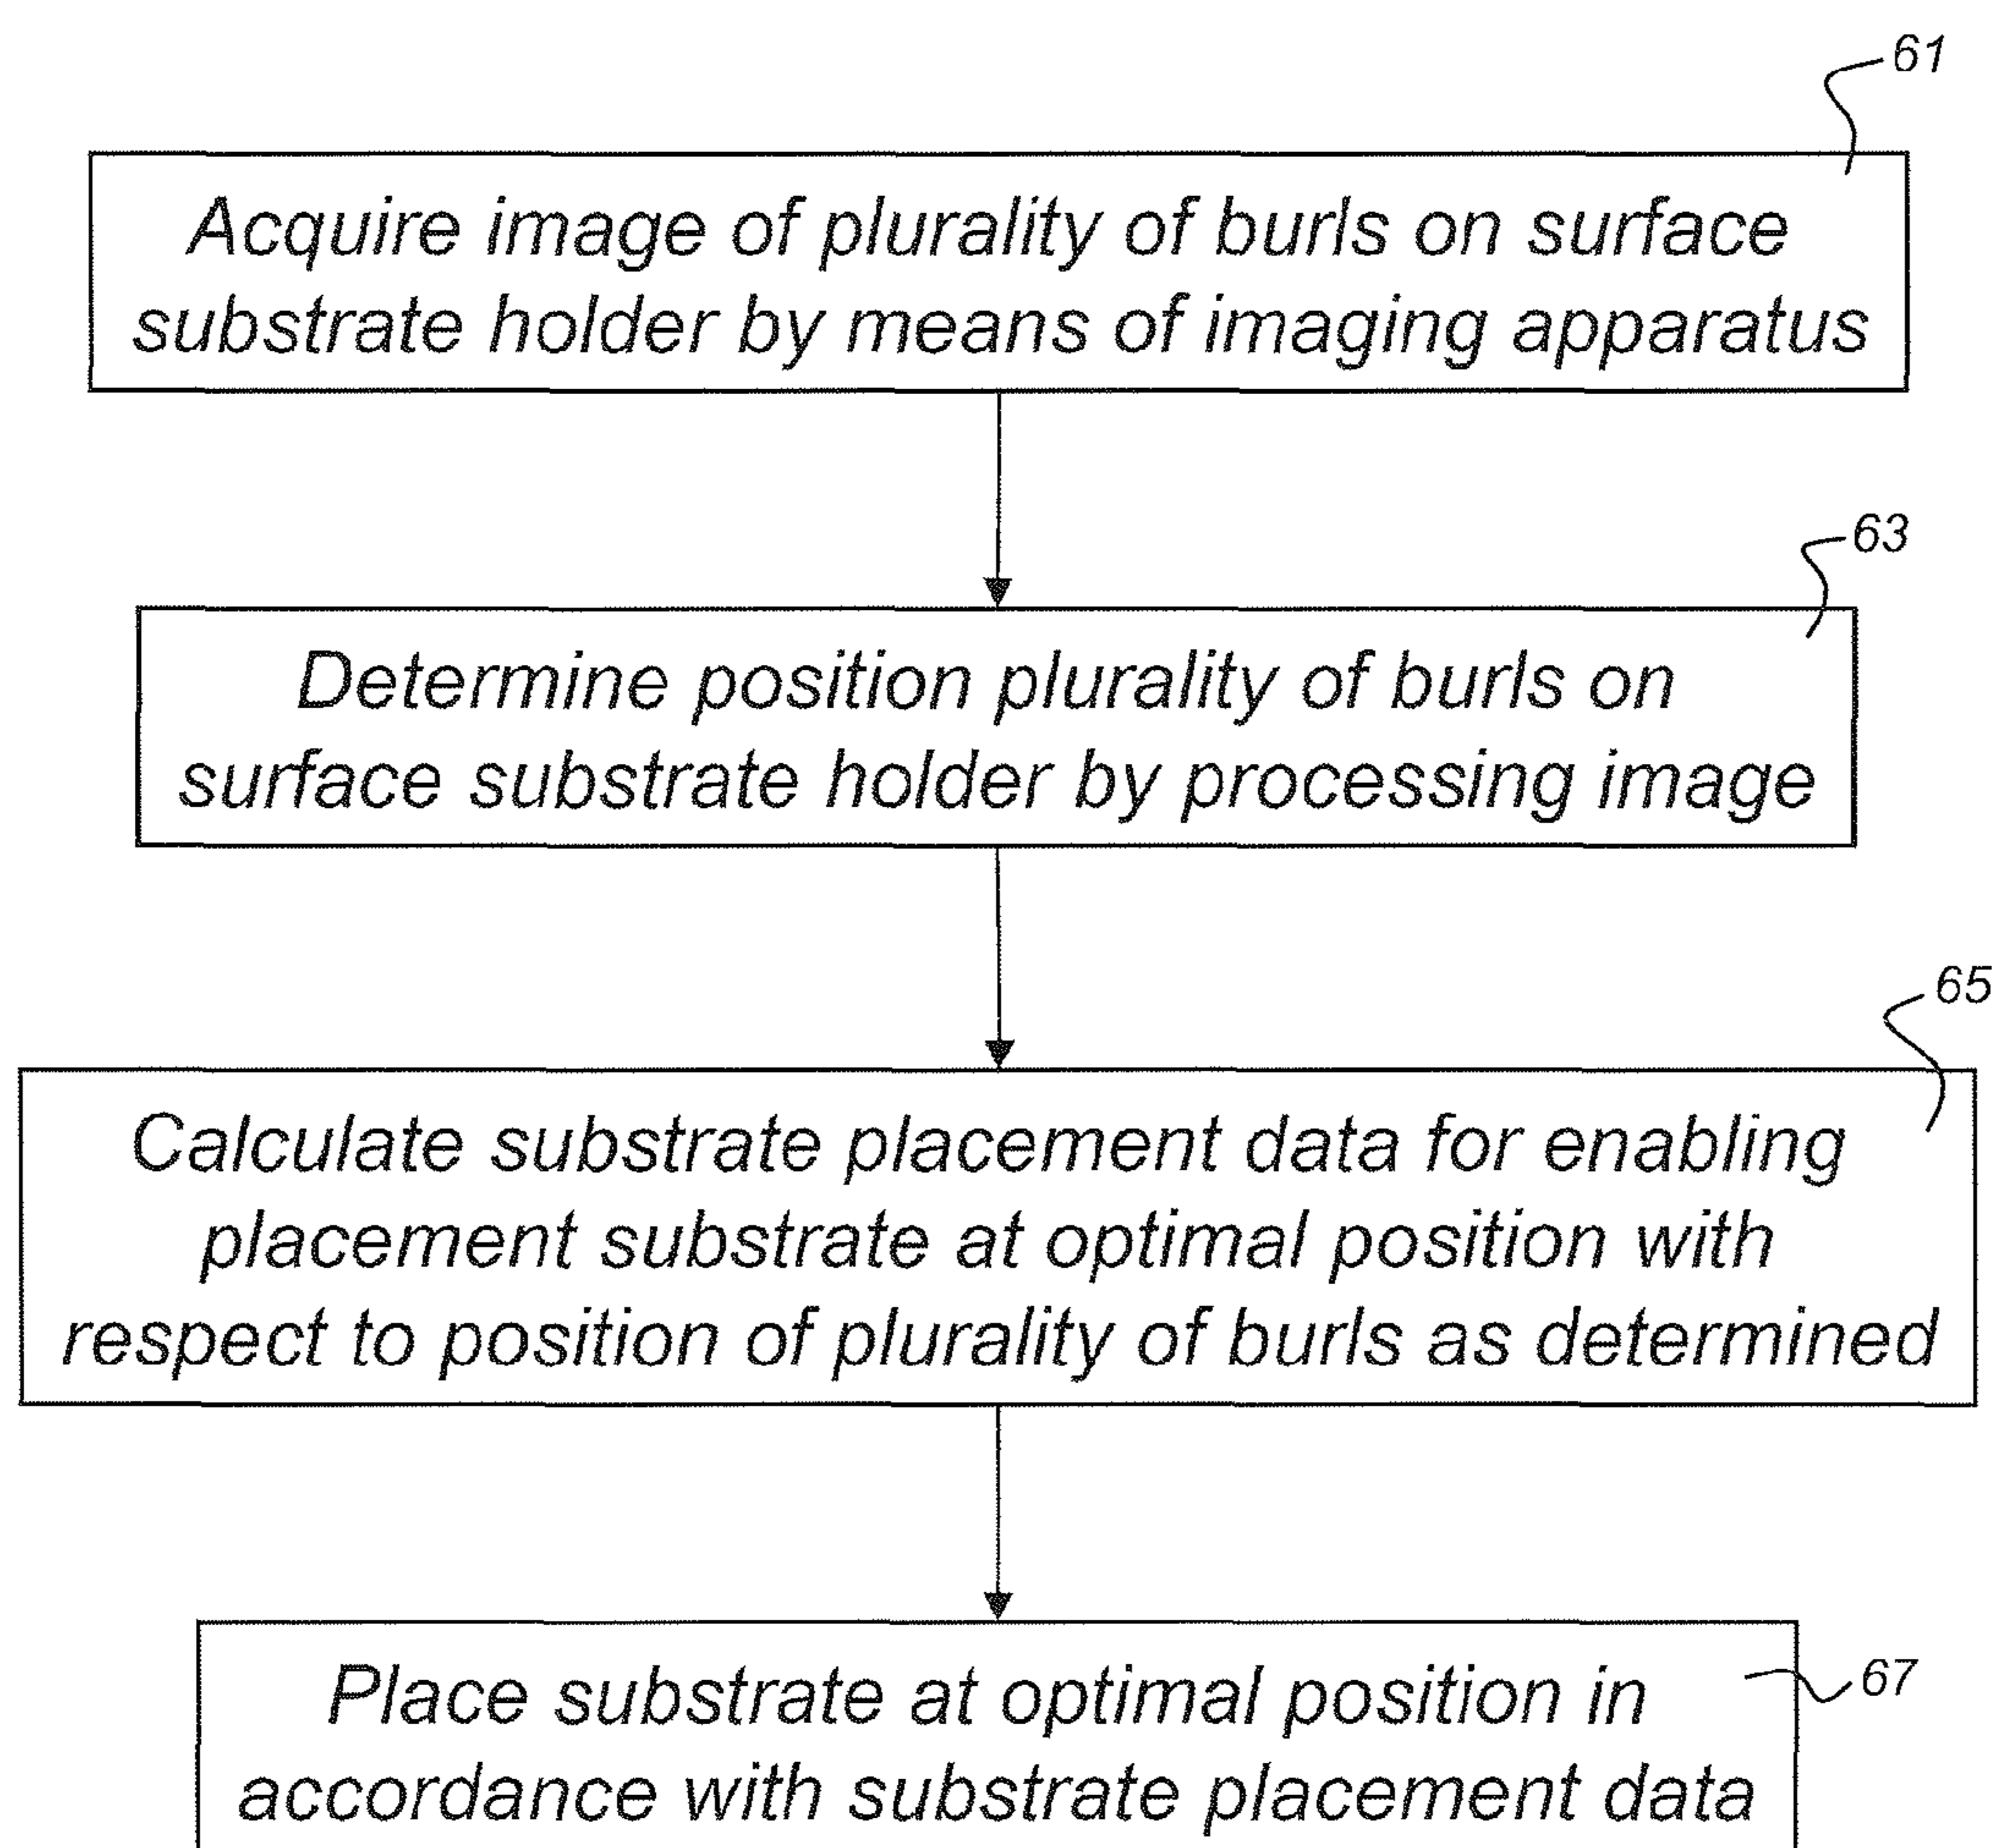 61
Acquire image of plurality of burls on surface
substrate holder by means of imaging apparatus
63
Determine position plurality of burls on
surface substrate holder by processing image
65
Calculate substrate placement data for enabling
placement substrate at optimal position with
respect to position of plurality of burls as determined
67
Place substrate at optimal position in
accordance with substrate placement data